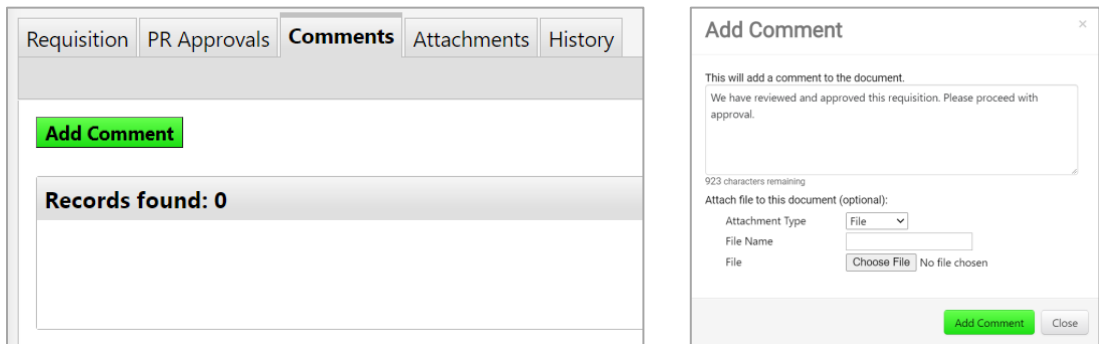 Requisition PR Approvals Comments Attachments History
Add Comment
Records found: 0
Add Comment
×
This will add a comment to the document.
We have reviewed and approved this requisition. Please proceed with
approval.
923 characters remaining
Attach file to this document (optional):
Attachment Type File
File Name
File Choose File No file chosen
Add Comment Close